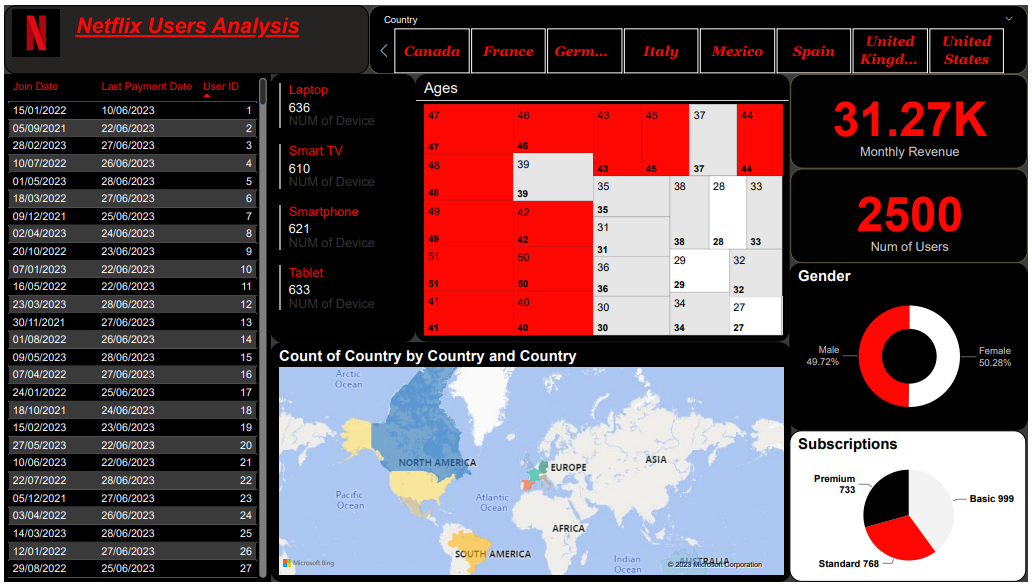 N
Netflix Users Analysis
Country
Canada France Germ... Italy Mexico Spain United Kingd... United States
Join Date Last Payment Date User ID
15/01/2022 10/06/2023 1
05/09/2021 22/06/2023 2
28/02/2023 27/06/2023 3
10/07/2022 26/06/2023 4
01/05/2023 28/06/2023 5
18/03/2022 27/06/2023 6
09/12/2021 25/06/2023 7
02/04/2023 24/06/2023 8
20/10/2022 23/06/2023 9
07/01/2023 22/06/2023 10
16/05/2022 22/06/2023 11
23/03/2023 28/06/2023 12
30/11/2021 27/06/2023 13
01/08/2022 26/06/2023 14
09/05/2023 28/06/2023 15
07/04/2022 27/06/2023 16
24/01/2022 25/06/2023 17
18/10/2021 24/06/2023 18
15/02/2023 23/06/2023 19
27/05/2023 22/06/2023 20
10/06/2023 22/06/2023 21
22/07/2022 28/06/2023 22
05/12/2021 27/06/2023 23
03/04/2022 26/06/2023 24
14/03/2023 28/06/2023 25
12/01/2022 27/06/2023 26
29/08/2022 25/06/2023 27
Laptop
636
NUM of Device
Smart TV
610
NUM of Device
Smartphone
621
NUM of Device
Tablet
633
NUM of Device
Ages
47
47
46
46
43
43
45
45
37
37
44
44
48
48
39
39
49
49
42
42
51
51
50
50
41
41
40
40
35
35
31
31
36
36
30
30
38
38
28
28
33
33
29
29
32
32
34
34
27
27
31.27K
Monthly Revenue
2500
Num of Users
Gender
Male
49.72%
Female
50.28%
Count of Country by Country and Country
Arctic
Ocean
NORTH AMERICA
EUROPE
ASIA
Pacific
Ocean
Atlantic
Ocean
AFRICA
SOUTH AMERICA
Indian
Ocean
AUSTRALIA
Microsoft Bing
© 2023 Microsoft Corporation
Subscriptions
Premium
733
Basic 999
Standard 768